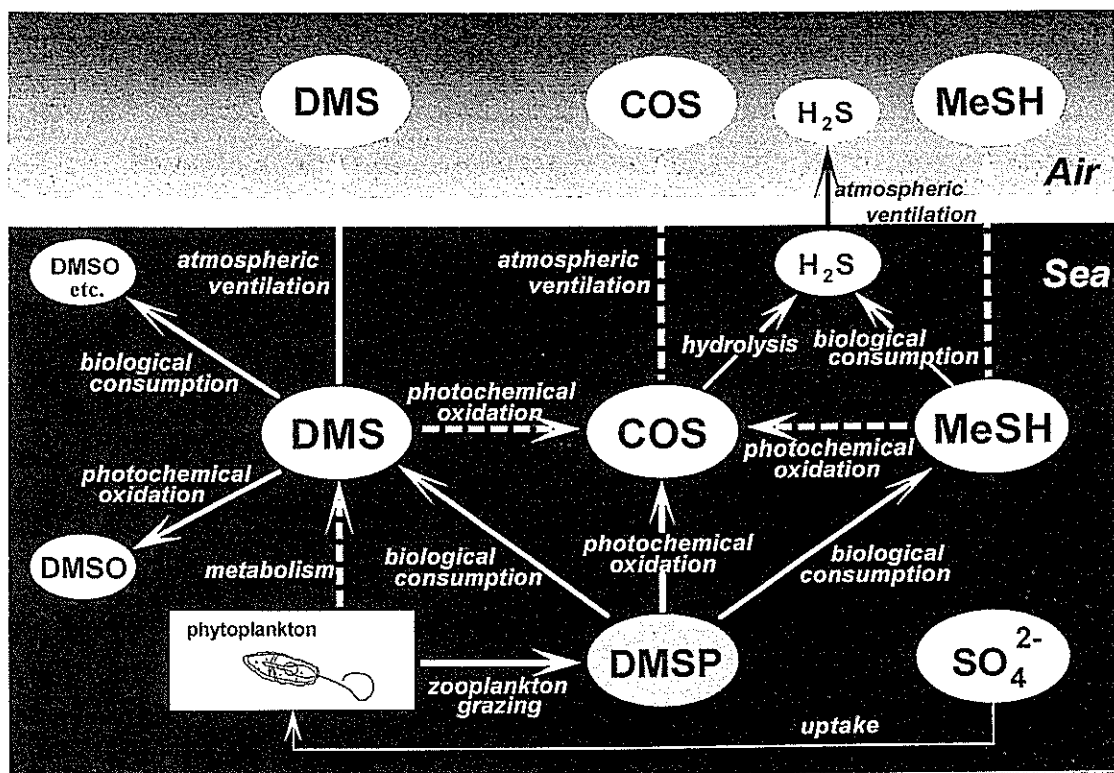 DMS
COS
H2S
MeSH
Air
atmospheric
ventilation
Sea
DMSO
etc.
atmospheric
ventilation
atmospheric
ventilation
H2S
biological
consumption
hydrolysis
biological
consumption
photochemical
oxidation
DMS
COS
MeSH
photochemical
oxidation
photochemical
oxidation
DMSO
metabolism
biological
consumption
photochemical
oxidation
biological
consumption
phytoplankton
DMSP
SO4 2-
zooplankton
grazing
uptake